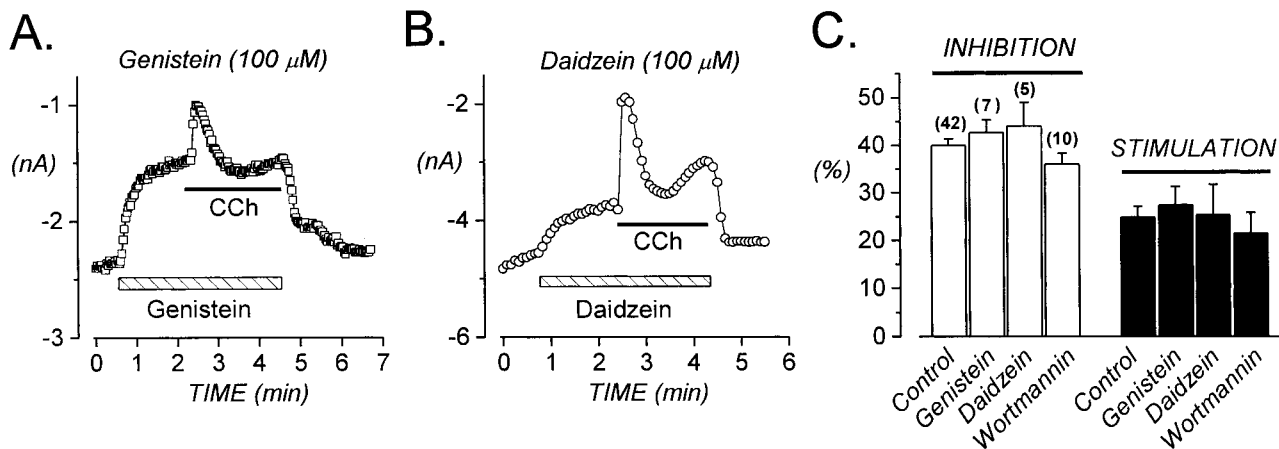 A.
Genistein (100 µM)
(nA)
-1
-2
-3
CCh
Genistein
0 1 2 3 4 5 6 7
TIME (min)
B.
Daidzein (100 µM)
(nA)
-2
-4
-6
CCh
Daidzein
0 1 2 3 4 5 6
TIME (min)
C.
INHIBITION
STIMULATION
(%)
50
40
30
20
10
0
(42)
(7)
(5)
(10)
Control
Genistein
Daidzein
Wortmannin
Control
Genistein
Daidzein
Wortmannin